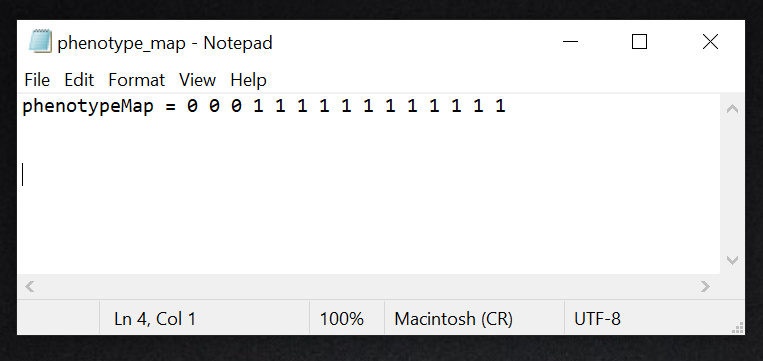 phenotype_map - Notepad
File Edit Format View Help
phenotypeMap = 0 0 0 1 1 1 1 1 1 1 1 1 1 1 1
Ln 4, Col 1 100% Macintosh (CR) UTF-8